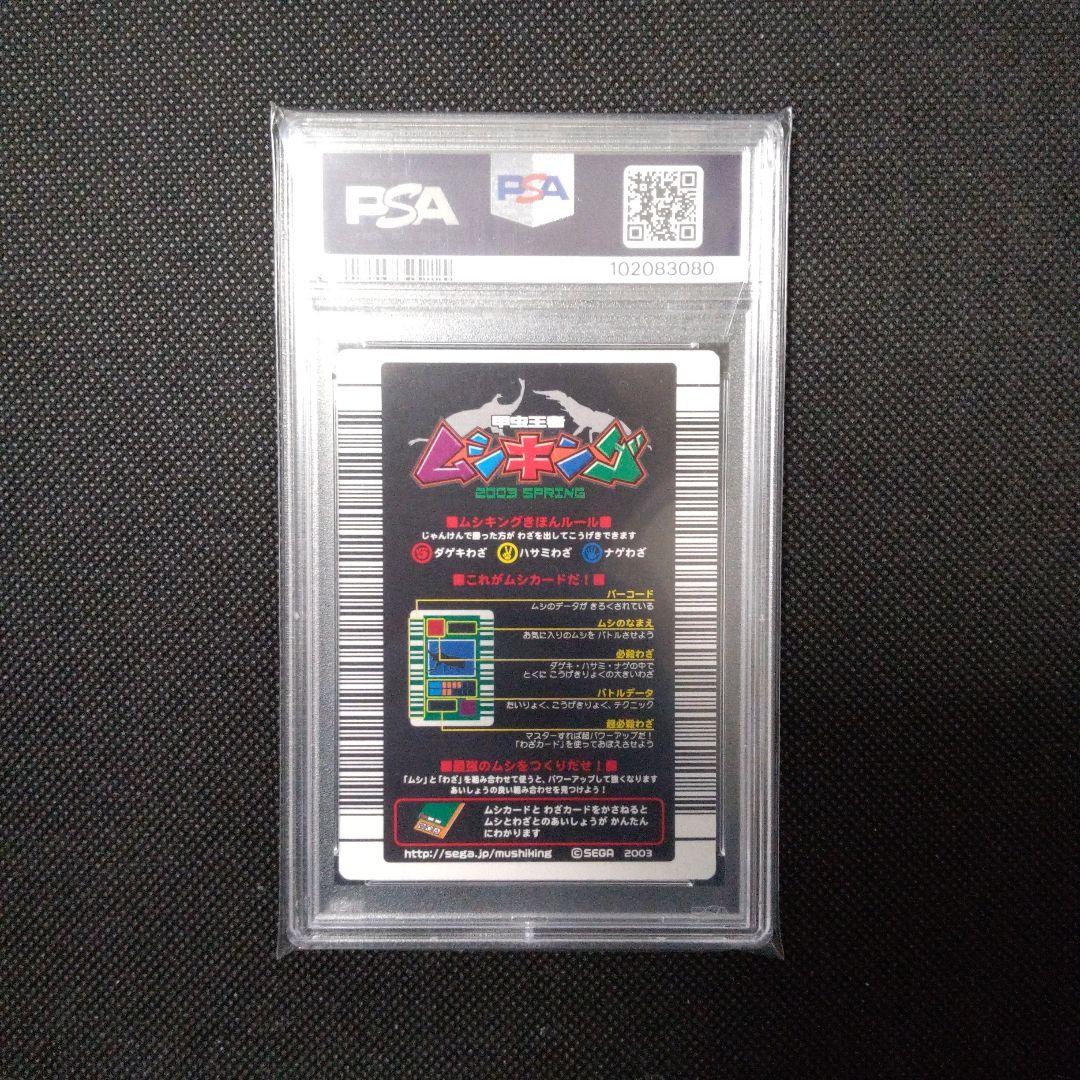 PSA
PSA
102083080
甲虫王者
ムシキング
2003 SPRING
ムシキングきほんルール
じゃんけんで勝った方が わざを出してこうげきできます
ダゲキわざ ハサミわざ ナゲわざ
これがムシカードだ!
バーコード
ムシのデータが きろくされている
ムシのなまえ
お気に入りのムシを バトルさせよう
必殺わざ
ダゲキ・ハサミ・ナゲの中で
とくに こうげきりょくの大きいわざ
バトルデータ
たいりょく、こうげきりょく、テクニック
超必殺わざ
マスターすれば超パワーアップだ!
「わざカード」を使っておぼえさせよう
最強のムシをつくりだせ!
「ムシ」と「わざ」を組み合わせて使うと、パワーアップして強くなります
あいしょうの良い組み合わせを見つけよう!
ムシカードと わざカードをかさねると
ムシとわざとのあいしょうが かんたん
にわかります
http://sega.jp/mushiking ©SEGA 2003